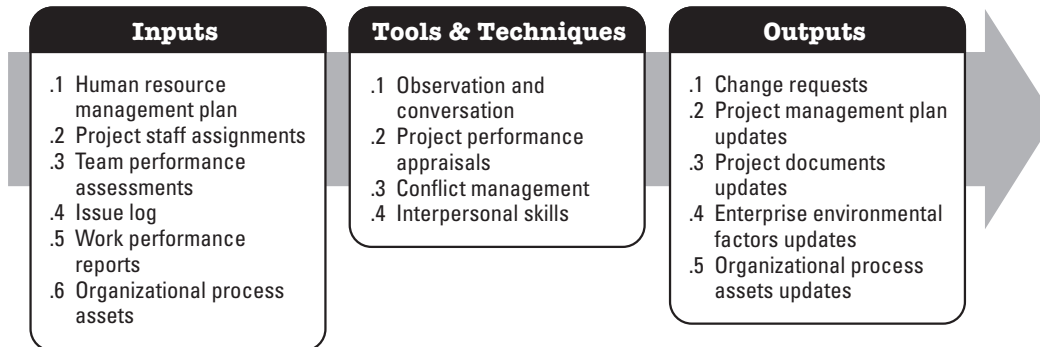 Inputs
.1 Human resource
management plan
.2 Project staff assignments
.3 Team performance
assessments
.4 Issue log
.5 Work performance
reports
.6 Organizational process
assets
Tools & Techniques
.1 Observation and
conversation
.2 Project performance
appraisals
.3 Conflict management
.4 Interpersonal skills
Outputs
.1 Change requests
.2 Project management plan
updates
.3 Project documents
updates
.4 Enterprise environmental
factors updates
.5 Organizational process
assets updates